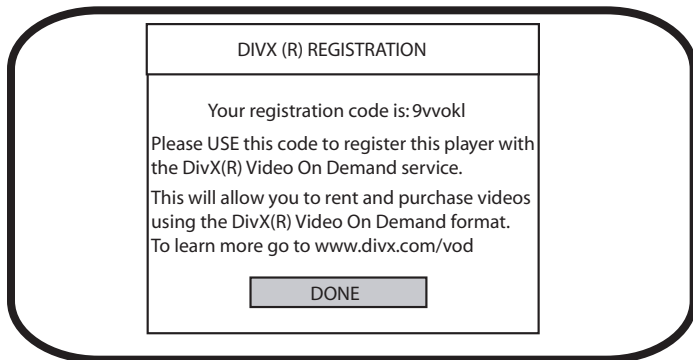 DIVX (R) REGISTRATION
Your registration code is: 9vvokl
Please USE this code to register this player with
the DivX(R) Video On Demand service.
This will allow you to rent and purchase videos
using the DivX(R) Video On Demand format.
To learn more go to www.divx.com/vod
DONE